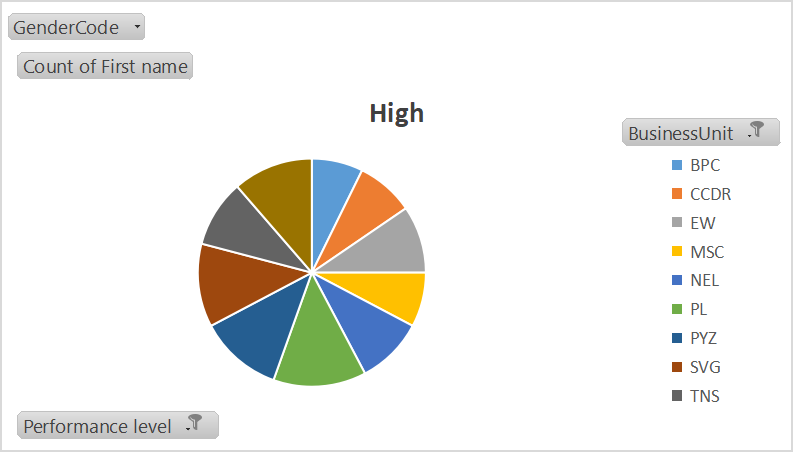 GenderCode
Count of First name
High
BusinessUnit
BPC
CCDR
EW
MSC
NEL
PL
PYZ
SVG
TNS
Performance level